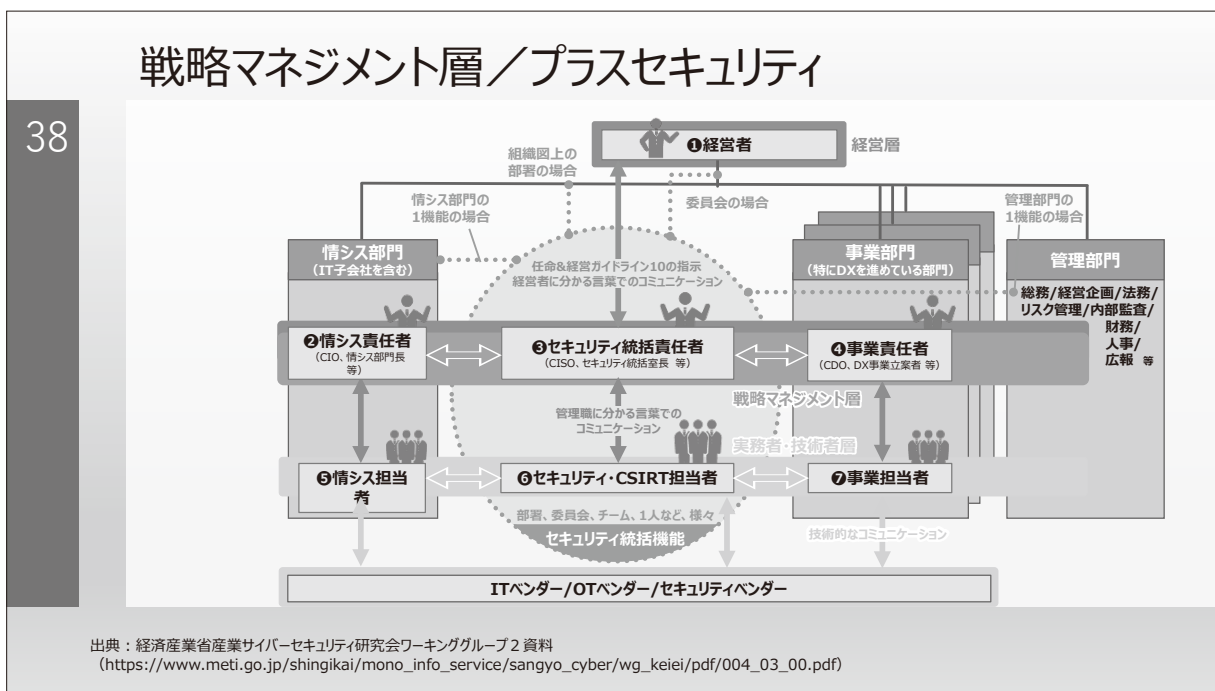 戦略マネジメント層／プラスセキュリティ
38
❶経営者
経営層
組織図上の
部署の場合
情シス部門の
1機能の場合
委員会の場合
管理部門の
1機能の場合
情シス部門
（IT子会社を含む）
任命&経営ガイドライン10の指示
経営者に分かる言葉でのコミュニケーション
事業部門
（特にDXを進めている部門）
管理部門
総務/経営企画/法務/
リスク管理/内部監査/
財務/
人事/
広報 等
❷情シス責任者
（CIO、情シス部門長
等）
❸セキュリティ統括責任者
（CISO、セキュリティ統括室長 等）
❹事業責任者
（CDO、DX事業立案者 等）
戦略マネジメント層
管理職に分かる言葉での
コミュニケーション
実務者・技術者層
❺情シス担当
者
❻セキュリティ・CSIRT担当者
❼事業担当者
部署、委員会、チーム、1人など、様々
セキュリティ統括機能
技術的なコミュニケーション
ITベンダー/OTベンダー/セキュリティベンダー
出典：経済産業省産業サイバーセキュリティ研究会ワーキンググループ２資料
（https://www.meti.go.jp/shingikai/mono_info_service/sangyo_cyber/wg_keiei/pdf/004_03_00.pdf）